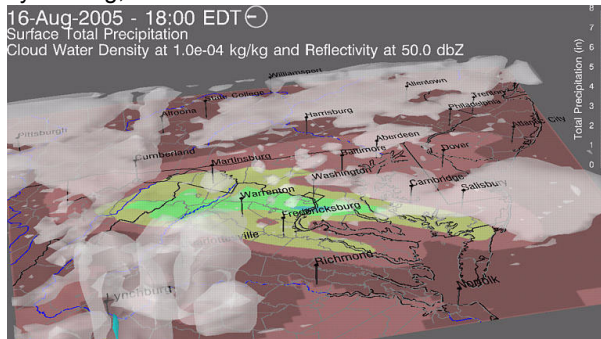 16-Aug-2005 - 18:00 EDT
Surface Total Precipitation
Cloud Water Density at 1.0e-04 kg/kg and Reflectivity at 50.0 dbZ
8
7
6
5
4
3
2
1
0
Total Precipitation (in)
Williamsport
Allentown
State College
Altoona
Harrisburg
Trenton
Philadelphia
Pittsburgh
Atlantic City
Aberdeen
Cumberland
Baltimore
Dover
Martinsburg
Washington
Cambridge
Salisbury
Warrenton
Fredericksburg
ville
Richmond
Norfolk
Lynchburg